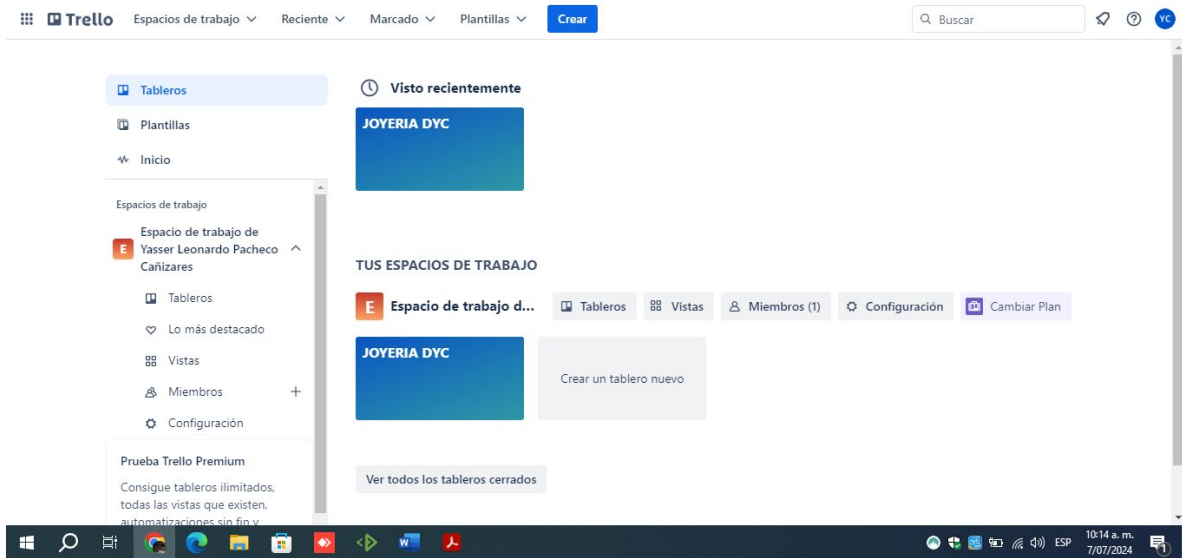 Trello Espacios de trabajo Reciente Marcado Plantillas Crear Buscar YC
Tableros
Plantillas
Inicio
Espacios de trabajo
E Espacio de trabajo de
Yasser Leonardo Pacheco
Cañizares
Tableros
Lo más destacado
Vistas
Miembros +
Configuración
Prueba Trello Premium
Consigue tableros ilimitados,
todas las vistas que existen,
automatizaciones sin fin y
Visto recientemente
JOYERIA DYC
TUS ESPACIOS DE TRABAJO
E Espacio de trabajo d... Tableros Vistas Miembros (1) Configuración Cambiar Plan
JOYERIA DYC
Crear un tablero nuevo
Ver todos los tableros cerrados
ESP
10:14 a. m.
7/07/2024